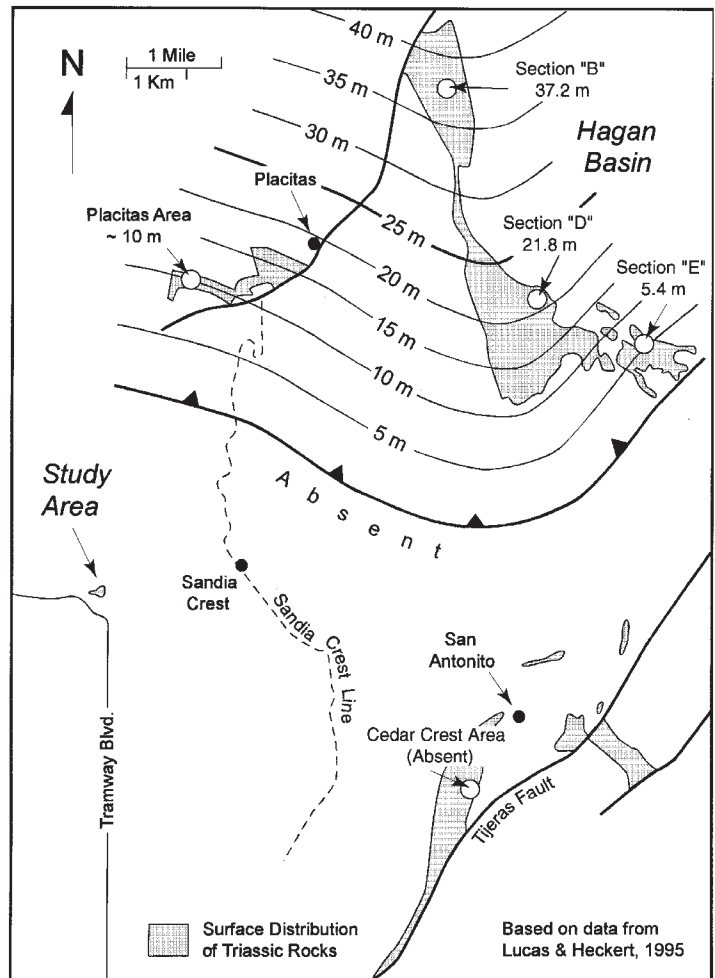 40 m
1 Mile
1 Km
N
35 m
Section "B"
37.2 m
30 m
Hagan
Basin
Placitas
Placitas Area
~ 10 m
25 m
Section "D"
21.8 m
20 m
Section "E"
5.4 m
15 m
10 m
5 m
Absent
Study
Area
Sandia
Crest
Sandia Crest Line
San
Antonito
Cedar Crest Area
(Absent)
Tijeras Fault
Tramway Blvd.
Surface Distribution
of Triassic Rocks
Based on data from
Lucas & Heckert, 1995